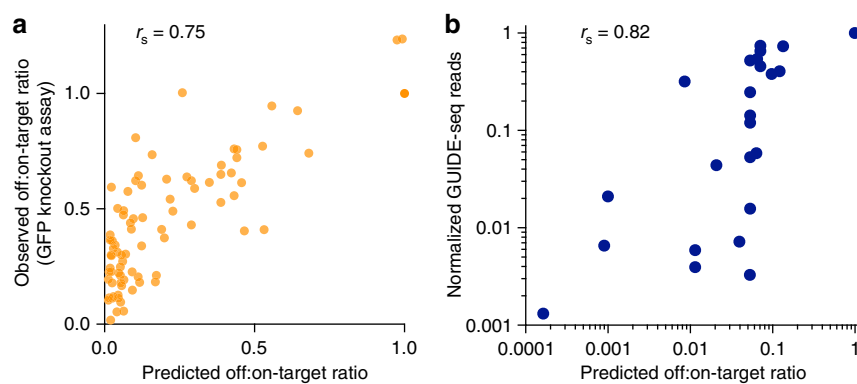 a
rs = 0.75
Observed off:on-target ratio
(GFP knockout assay)
1.0
0.5
0.0
0.0
0.5
1.0
Predicted off:on-target ratio
b
rs = 0.82
Normalized GUIDE-seq reads
1
0.1
0.01
0.001
0.0001
0.001
0.01
0.1
1
Predicted off:on-target ratio